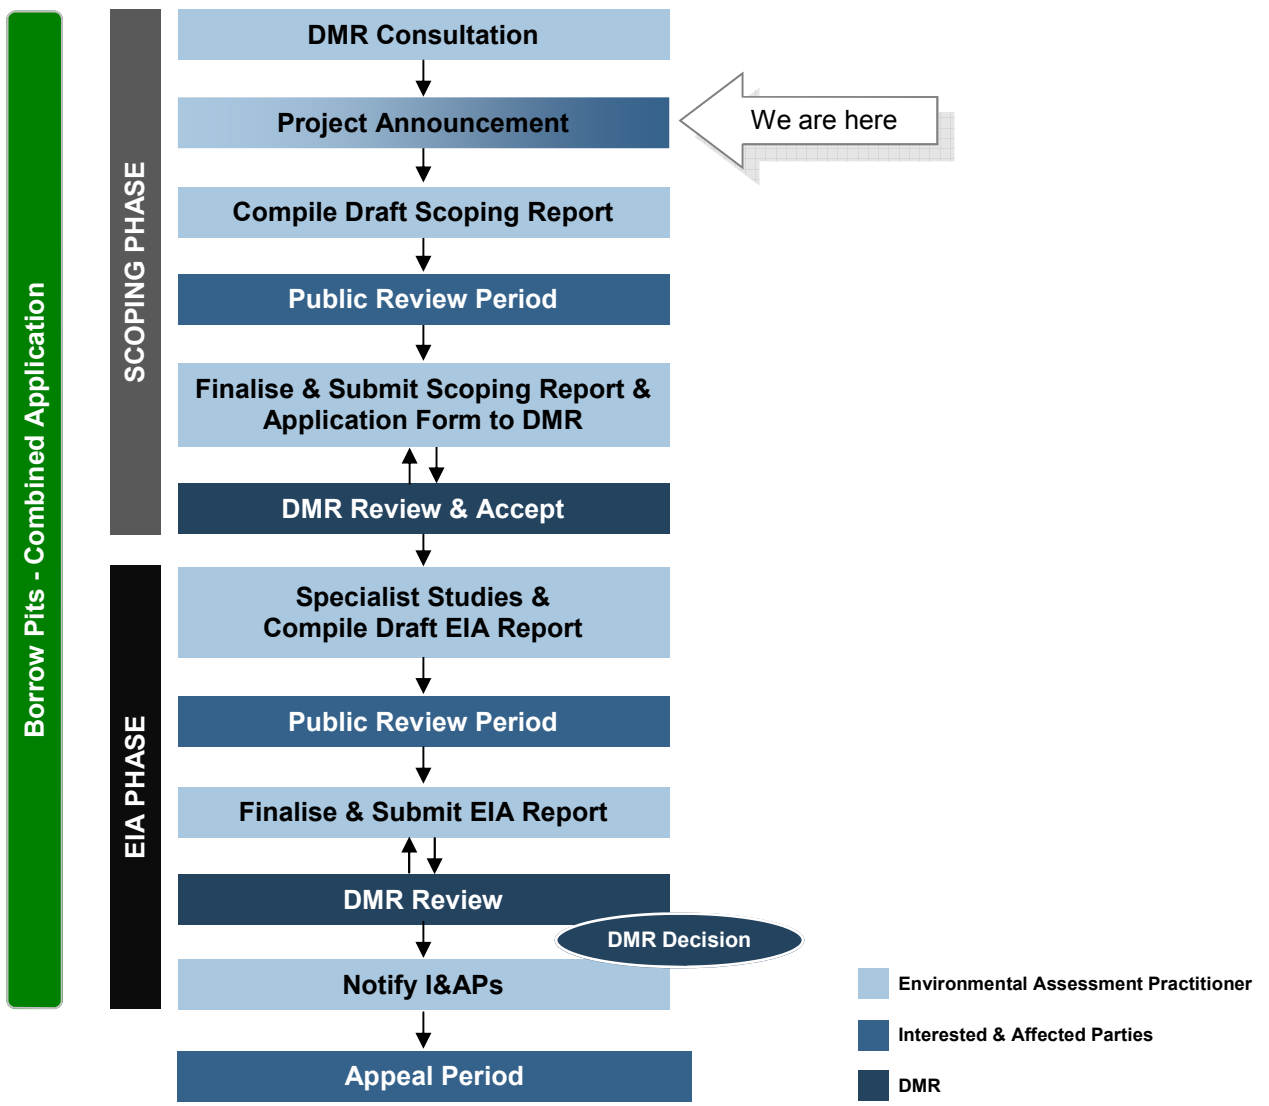 Borrow Pits - Combined Application
SCOPING PHASE
DMR Consultation
Project Announcement
We are here
Compile Draft Scoping Report
Public Review Period
Finalise & Submit Scoping Report &
Application Form to DMR
DMR Review & Accept
EIA PHASE
Specialist Studies &
Compile Draft EIA Report
Public Review Period
Finalise & Submit EIA Report
DMR Review
DMR Decision
Notify I&APs
Appeal Period
Environmental Assessment Practitioner
Interested & Affected Parties
DMR